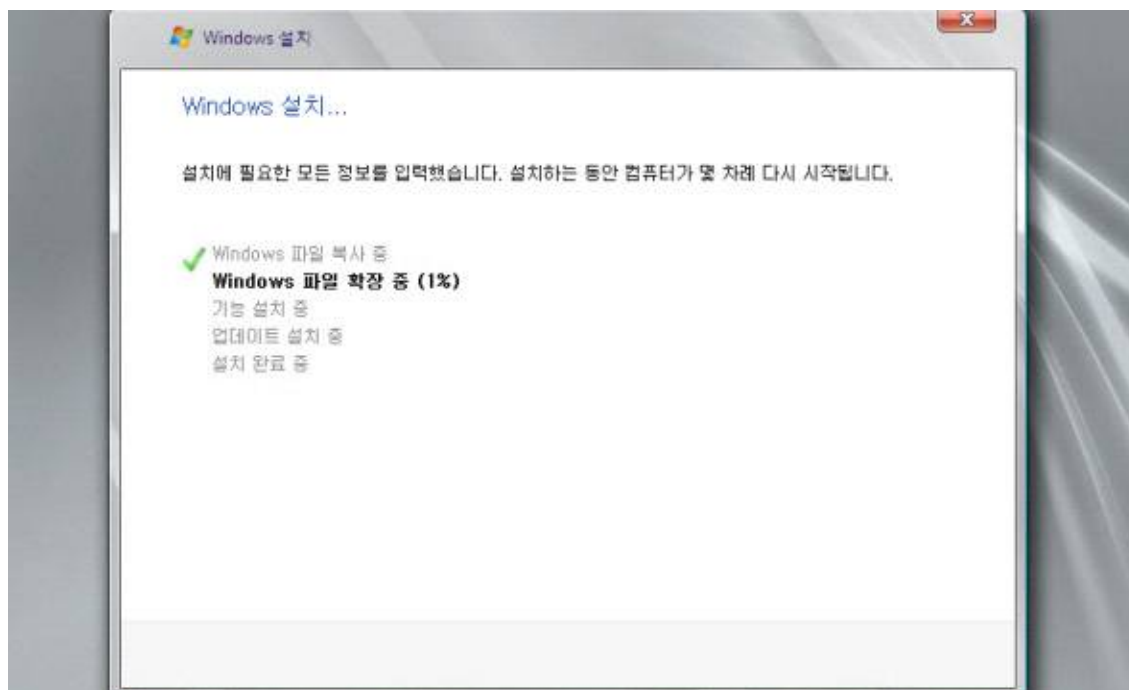 Windows 설치
Windows 설치...
설치에 필요한 모든 정보를 입력했습니다. 설치하는 동안 컴퓨터가 몇 차례 다시 시작됩니다.
Windows 파일 복사 중
Windows 파일 확장 중 (1%)
기능 설치 중
업데이트 설치 중
설치 완료 중